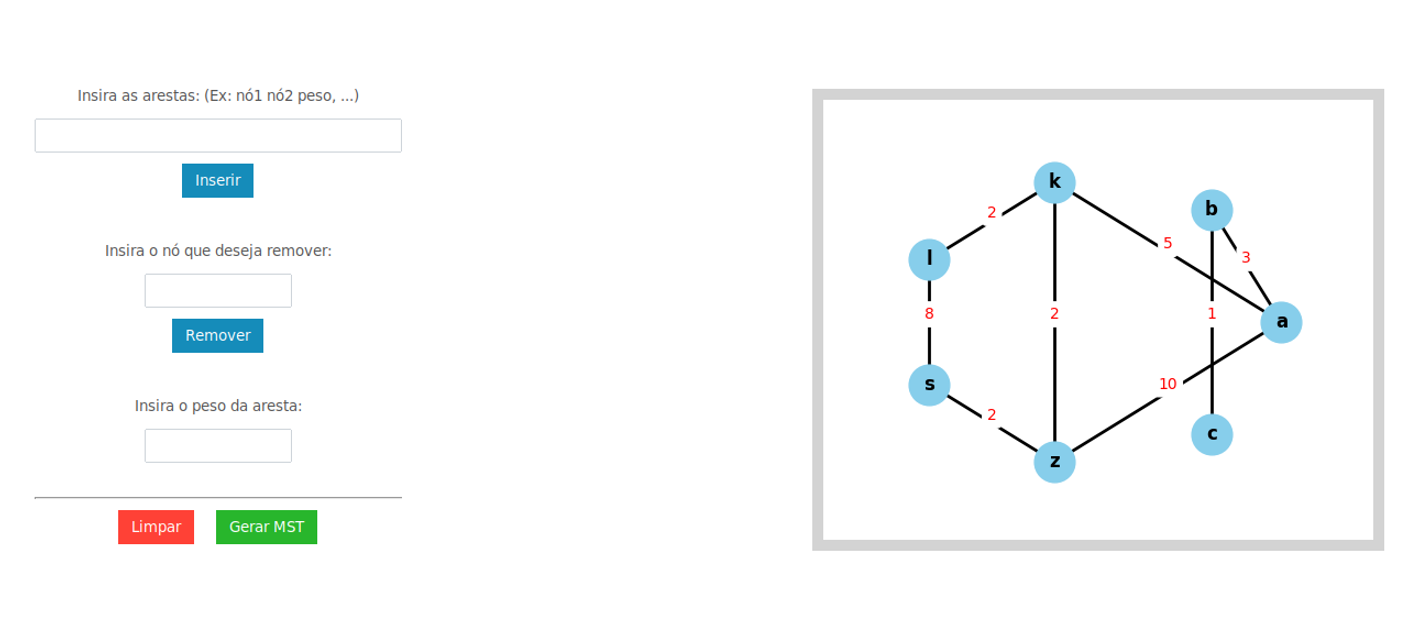 Insira as arestas: (Ex: nó1 nó2 peso, ...)
Inserir
Insira o nó que deseja remover:
Remover
Insira o peso da aresta:
Limpar Gerar MST
k
b
2
5
3
l
8
2
1
a
s
10
2
c
z